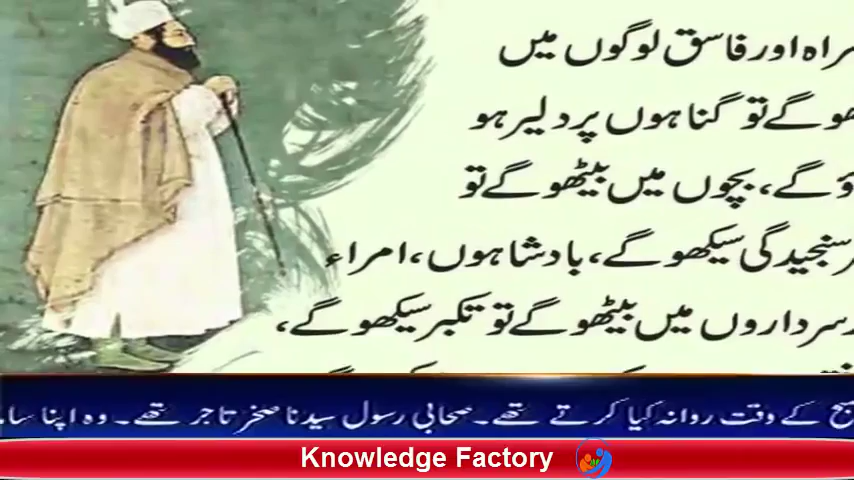 اور فاسق لوگوں میں
گے تو گناہوں پر دلیر ہو
گے، بچوں میں بیٹھو گے تو
سنجیدگی سیکھو گے، بادشاہوں، امراء
سرداروں میں بیٹھو گے تو تکبر سیکھو گے،
کے وقت روانہ کیا کرتے تھے۔ صحابی رسول سیدنا صخر تاجر تھے۔ وہ اپنا
Knowledge Factory